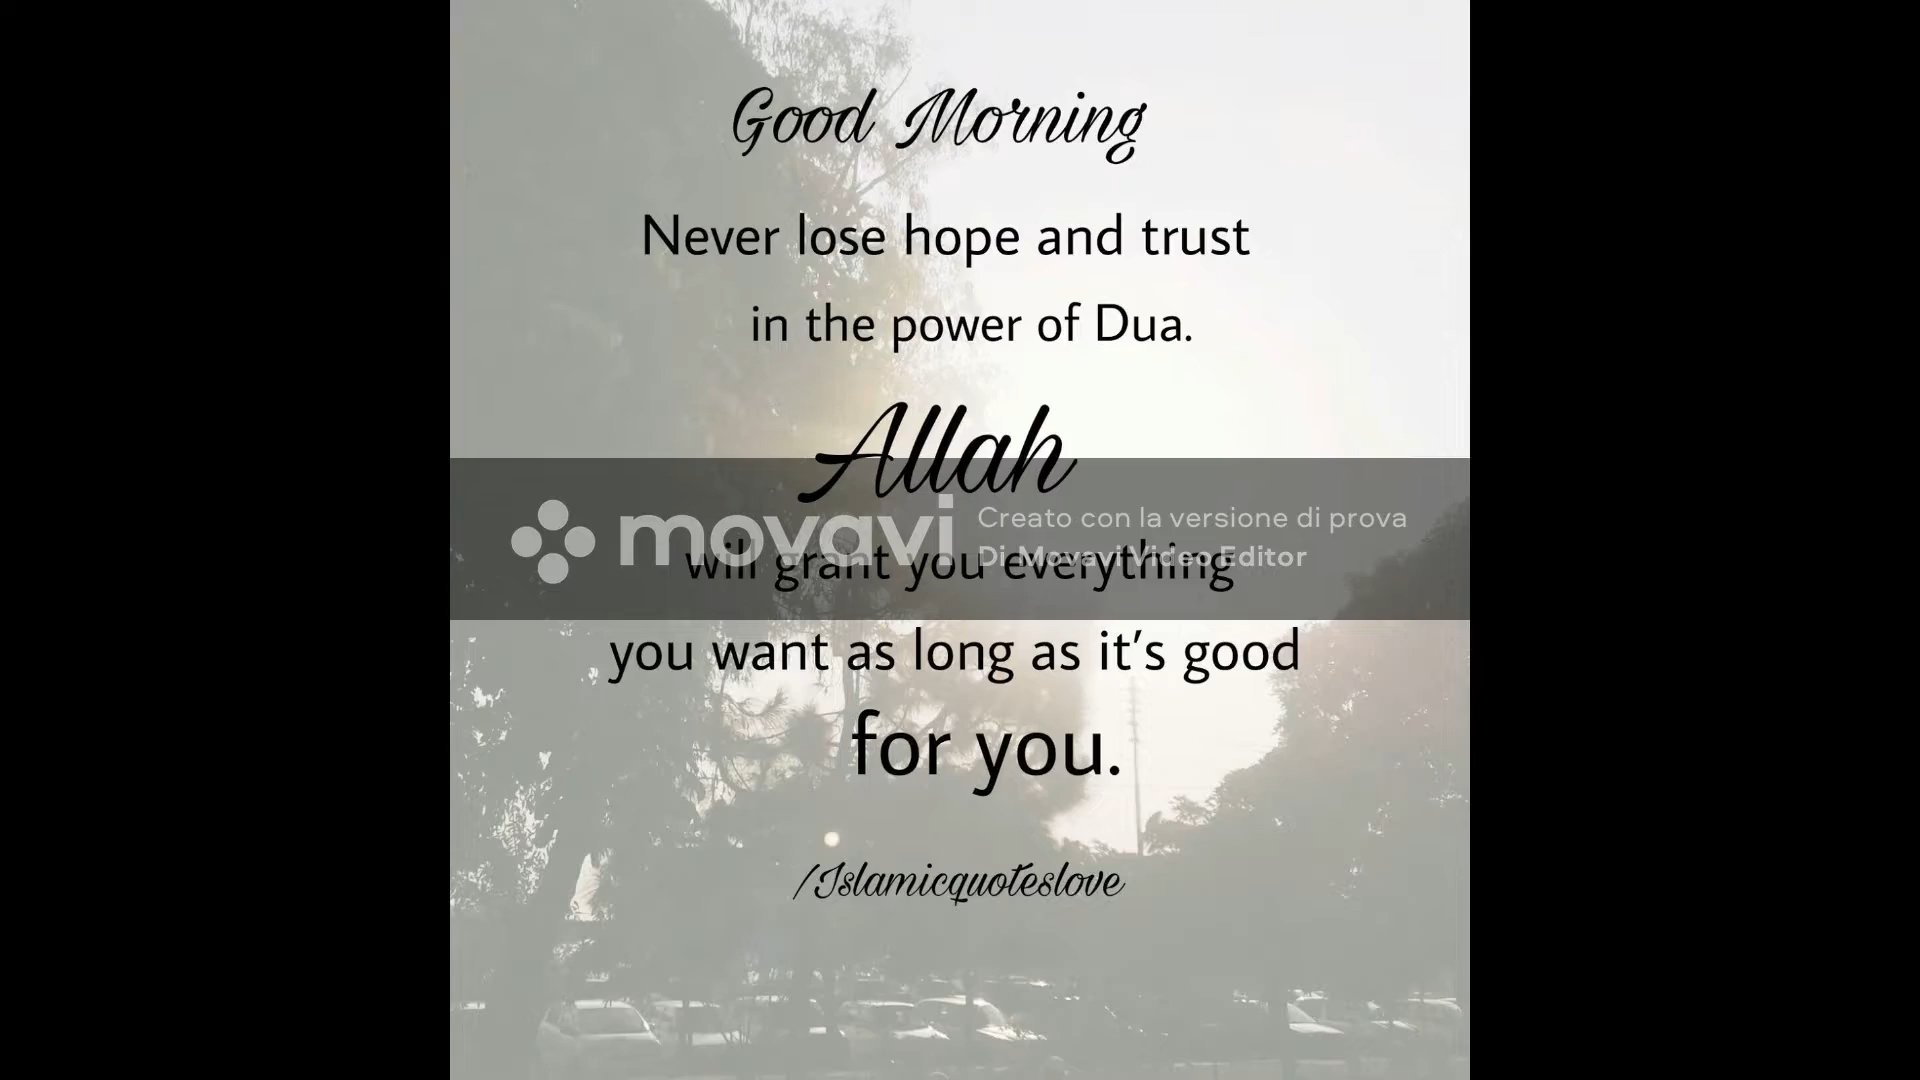 Good Morning
Never lose hope and trust
in the power of Dua.
Allah
movavi
Creato con la versione di prova
Di Movavi Video Editor
will grant you everything
you want as long as it's good
for you.
/Islamicquoteslove